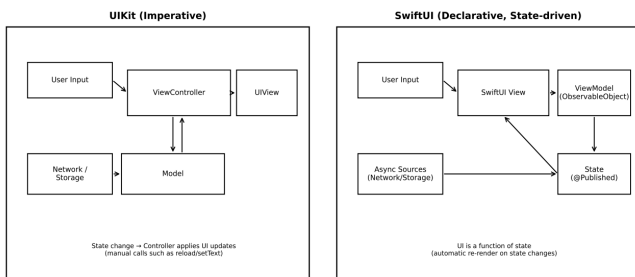 UIKit (Imperative)
User Input
ViewController
UIView
Network /
Storage
Model
State change → Controller applies UI updates
(manual calls such as reload/setText)
SwiftUI (Declarative, State-driven)
User Input
SwiftUI View
ViewModel
(ObservableObject)
Async Sources
(Network/Storage)
State
(@Published)
UI is a function of state
(automatic re-render on state changes)